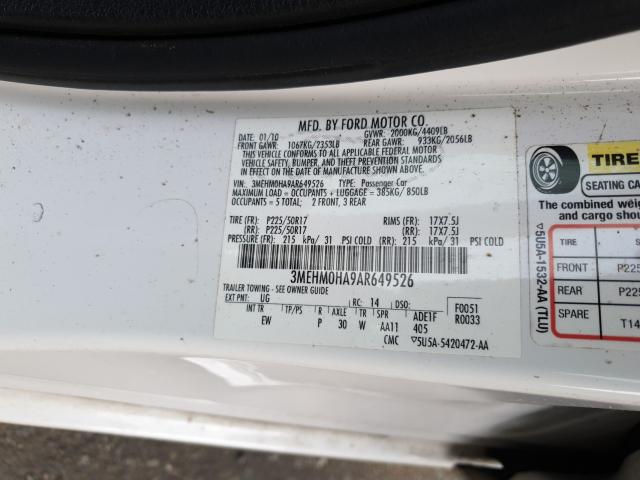 MFD. BY FORD MOTOR CO.
DATE: 01/10 GVWR: 2000KG/4409LB
FRONT GAWR: 1067KG/2353LB REAR GAWR: 933KG/2056LB
THIS VEHICLE CONFORMS TO ALL APPLICABLE FEDERAL MOTOR
VEHICLE SAFETY, BUMPER, AND THEFT PREVENTION STANDARDS IN
EFFECT ON THE DATE OF MANUFACTURE SHOWN ABOVE.
VIN: 3MEHM0HA9AR649526 TYPE: Passenger Car
MAXIMUM LOAD = OCCUPANTS + LUGGAGE = 385KG/ 850LB
OCCUPANTS = 5 TOTAL: 2 FRONT, 3 REAR
TIRE (FR): P225/50R17 RIMS (FR): 17X7.5J
(RR): P225/50R17 (RR): 17X7.5J
PRESSURE (FR): 215 kPa/ 31 PSI COLD (RR): 215 kPa/ 31 PSI COLD
3MEHM0HA9AR649526
TRAILER TOWING - SEE OWNER GUIDE
EXT PNT: UG RC: 14 DSO: F0051
INT TR TP/PS R AXLE TR SPR ADE1F R0033
EW P 30 W AA11 405
CMC 5U5A-5420472-AA
TIRE
SEATING CA
The combined weig
and cargo shou
TIRE S
FRONT P225
REAR P225
SPARE T14
5U5A-1532-AA (TLU)